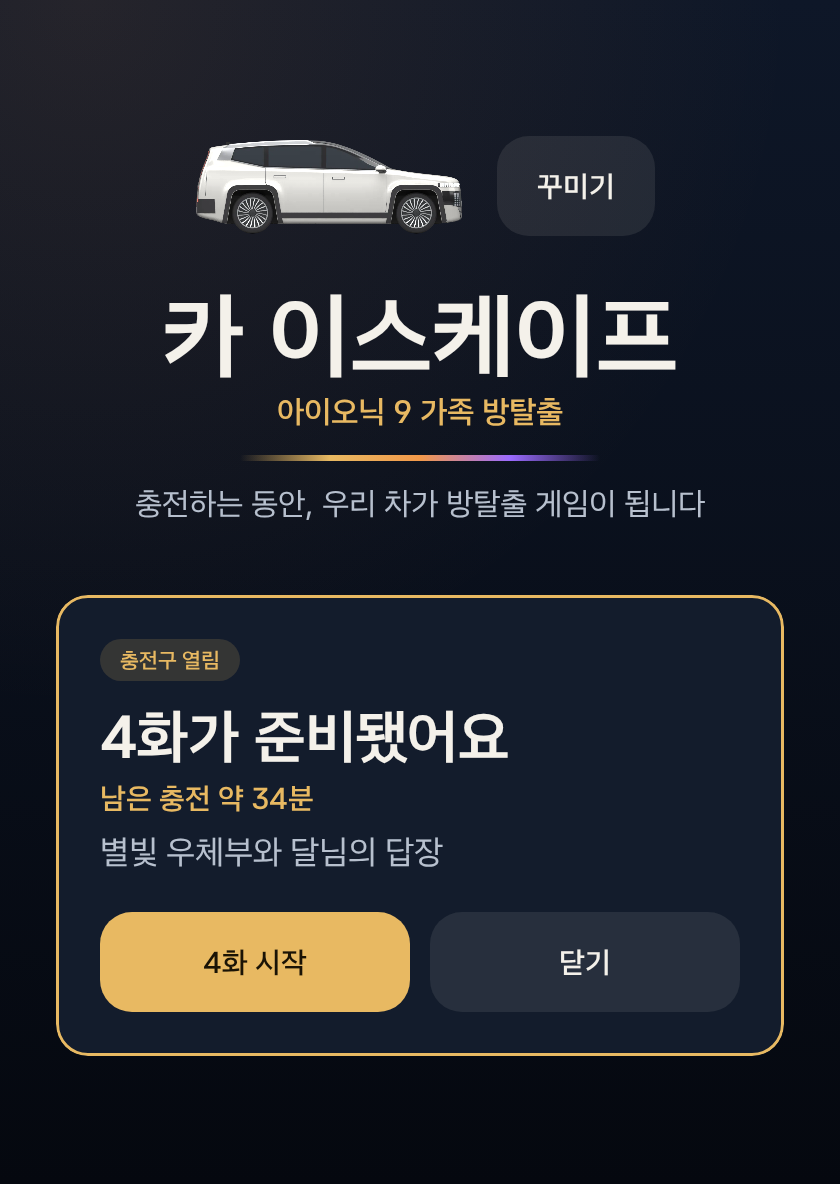 꾸미기
카 이스케이프
아이오닉 9 가족 방탈출
충전하는 동안, 우리 차가 방탈출 게임이 됩니다
충전구 열림
4화가 준비됐어요
남은 충전 약 34분
별빛 우체부와 달님의 답장
4화 시작
닫기